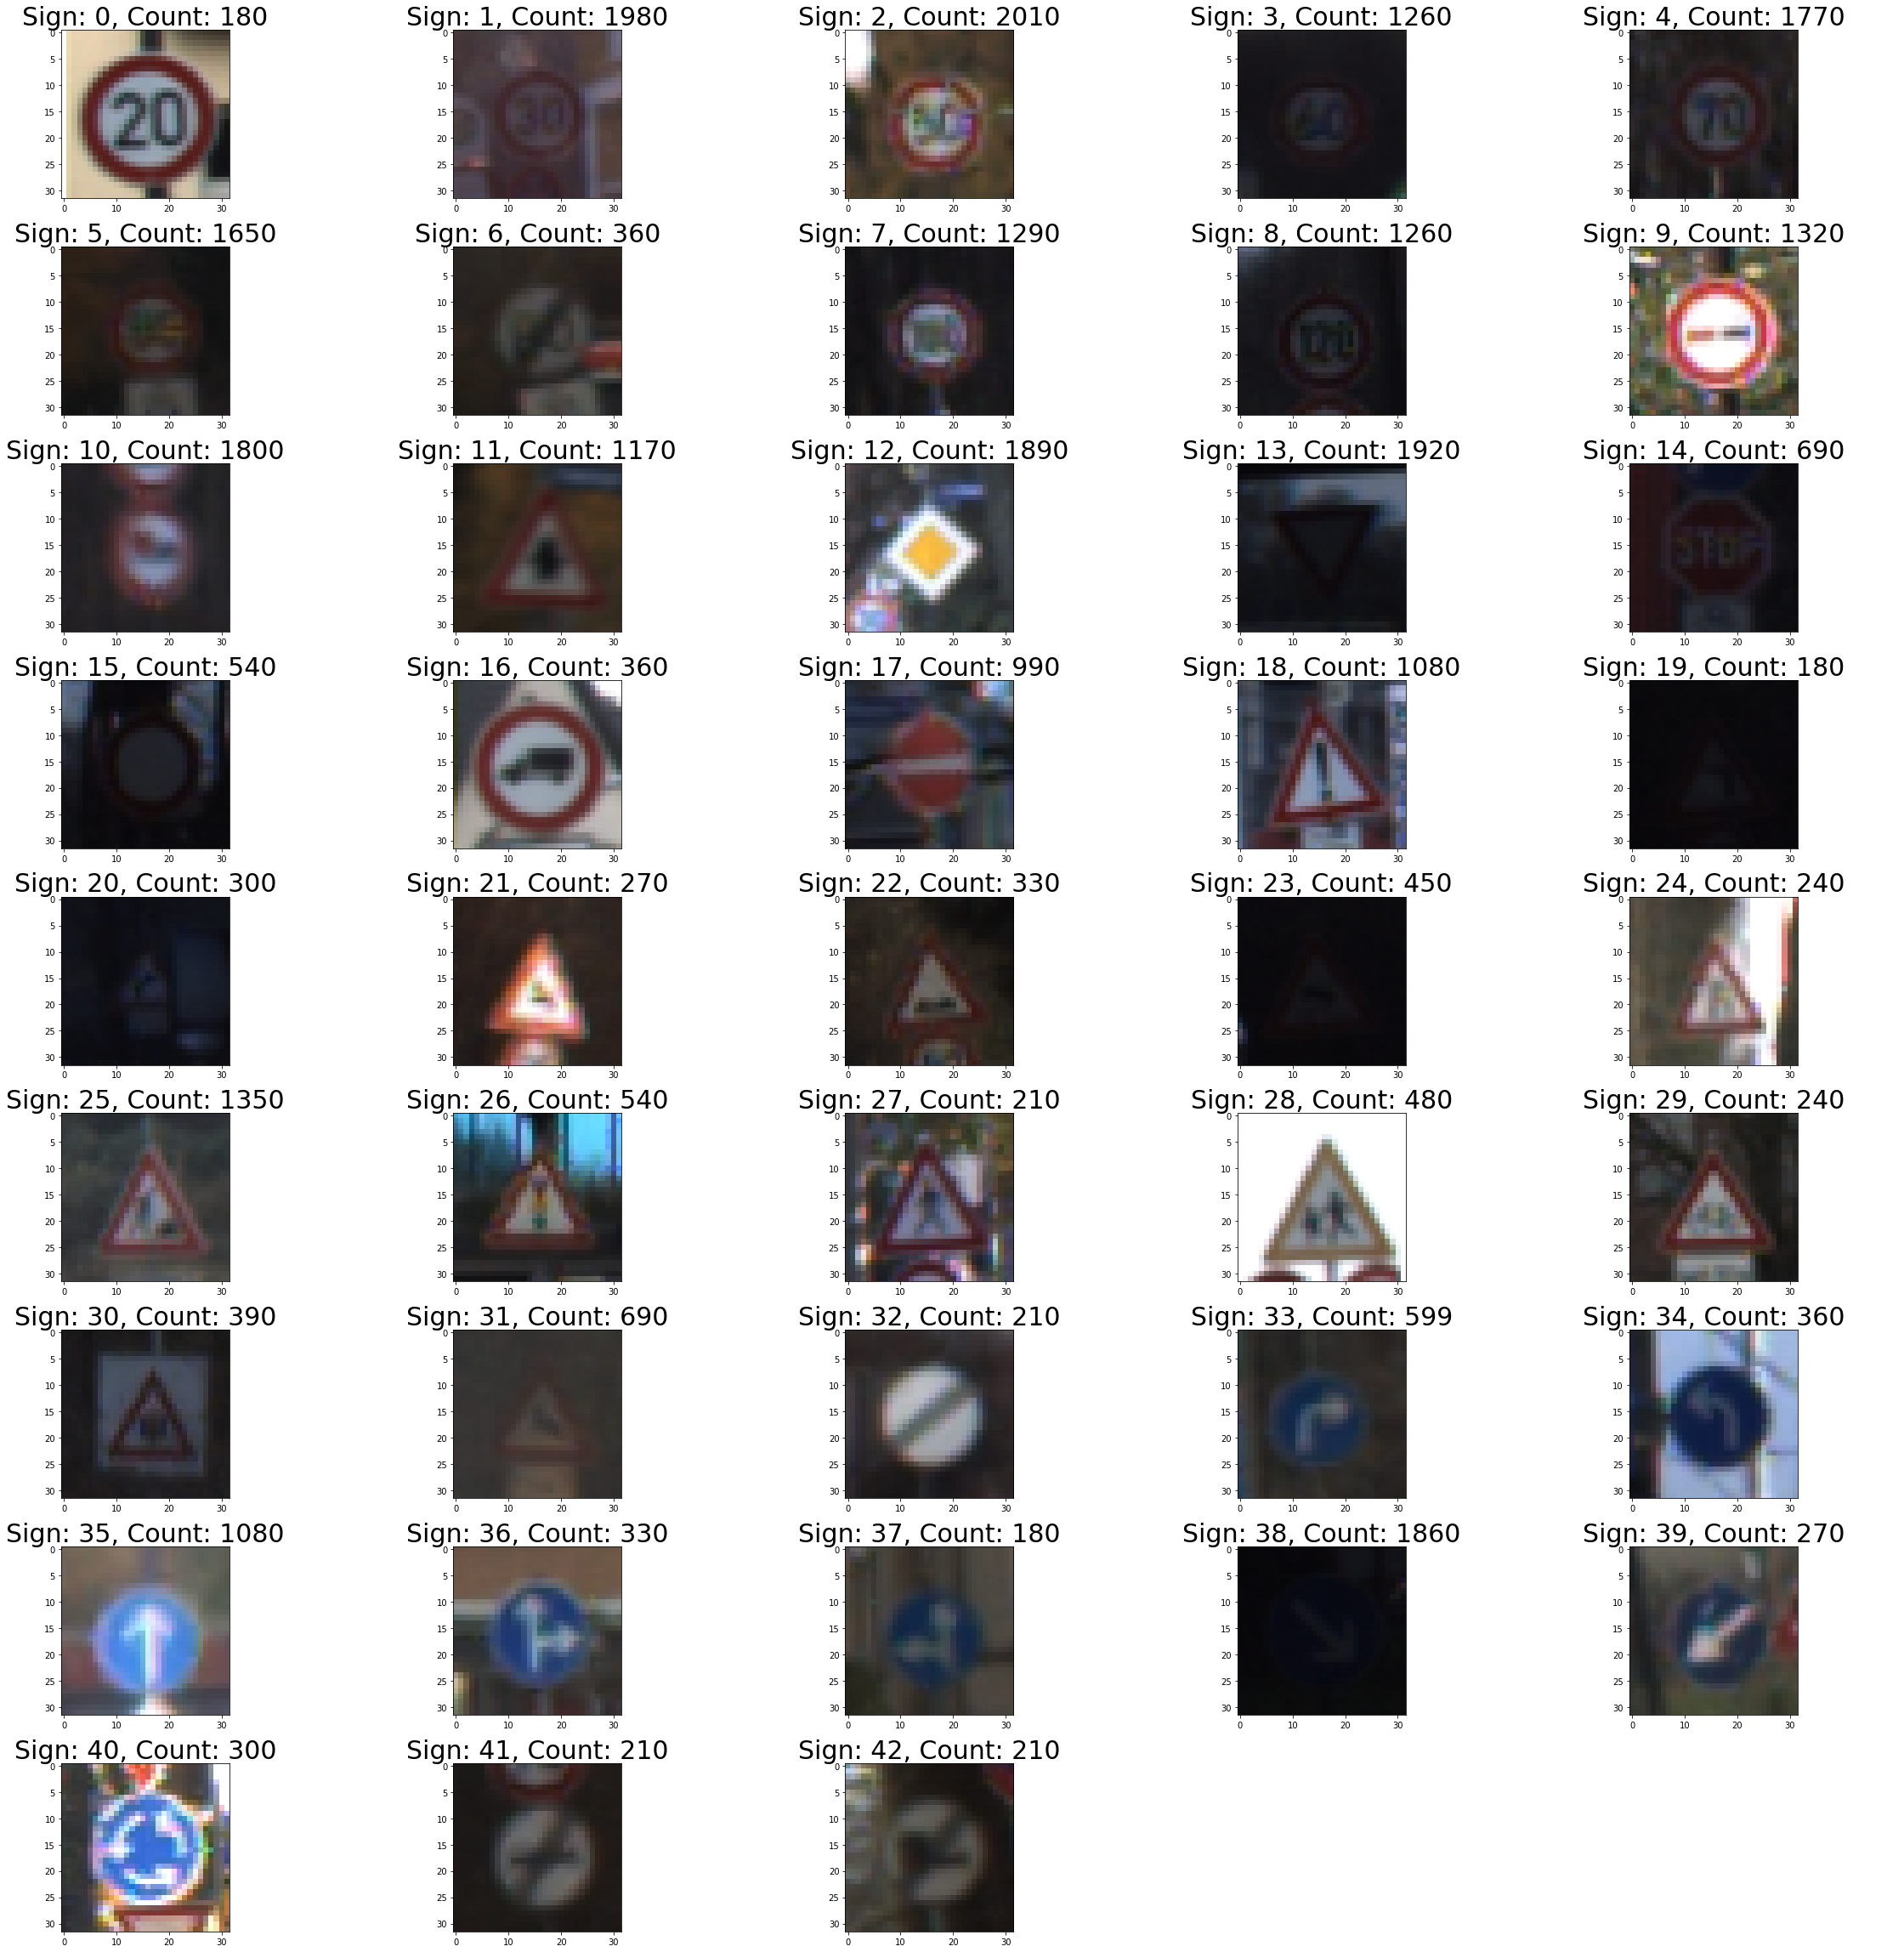 Sign: 0, Count: 180
Sign: 1, Count: 1980
Sign: 2, Count: 2010
Sign: 3, Count: 1260
Sign: 4, Count: 1770
20
30
70
Sign: 5, Count: 1650
Sign: 6, Count: 360
Sign: 7, Count: 1290
Sign: 8, Count: 1260
Sign: 9, Count: 1320
Sign: 10, Count: 1800
Sign: 11, Count: 1170
Sign: 12, Count: 1890
Sign: 13, Count: 1920
Sign: 14, Count: 690
STOP
Sign: 15, Count: 540
Sign: 16, Count: 360
Sign: 17, Count: 990
Sign: 18, Count: 1080
Sign: 19, Count: 180
Sign: 20, Count: 300
Sign: 21, Count: 270
Sign: 22, Count: 330
Sign: 23, Count: 450
Sign: 24, Count: 240
Sign: 25, Count: 1350
Sign: 26, Count: 540
Sign: 27, Count: 210
Sign: 28, Count: 480
Sign: 29, Count: 240
Sign: 30, Count: 390
Sign: 31, Count: 690
Sign: 32, Count: 210
Sign: 33, Count: 599
Sign: 34, Count: 360
Sign: 35, Count: 1080
Sign: 36, Count: 330
Sign: 37, Count: 180
Sign: 38, Count: 1860
Sign: 39, Count: 270
Sign: 40, Count: 300
Sign: 41, Count: 210
Sign: 42, Count: 210